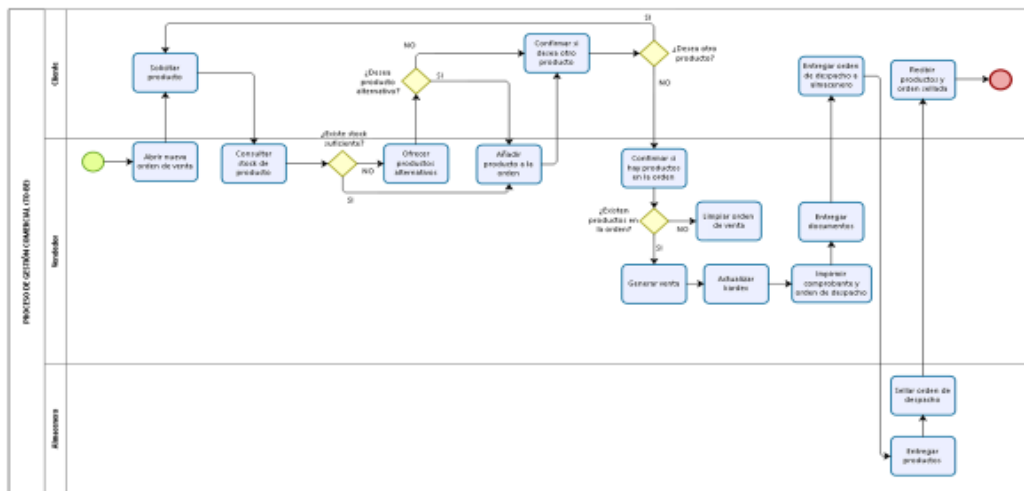 PROCESO DE GESTIÓN COMERCIAL (TO-BE)
Cliente
Solicitar
producto
NO
¿Desea
producto
alternativo?
SI
Confirmar si
desea otro
producto
SI
¿Desea otro
producto?
NO
Entregar orden
de despacho a
almacenero
Recibir
productos y
orden sellada
Vendedor
Abrir nueva
orden de venta
Consultar
stock de
producto
¿Existe stock
suficiente?
NO
SI
Ofrecer
productos
alternativos
Añadir
producto a la
orden
Confirmar si
hay productos
en la orden
¿Existen
productos en
la orden?
NO
SI
Limpiar orden
de venta
Generar venta
Actualizar
kardex
Imprimir
comprobante y
orden de despacho
Entregar
documentos
Almacenero
Sellar orden de
despacho
Entregar
productos